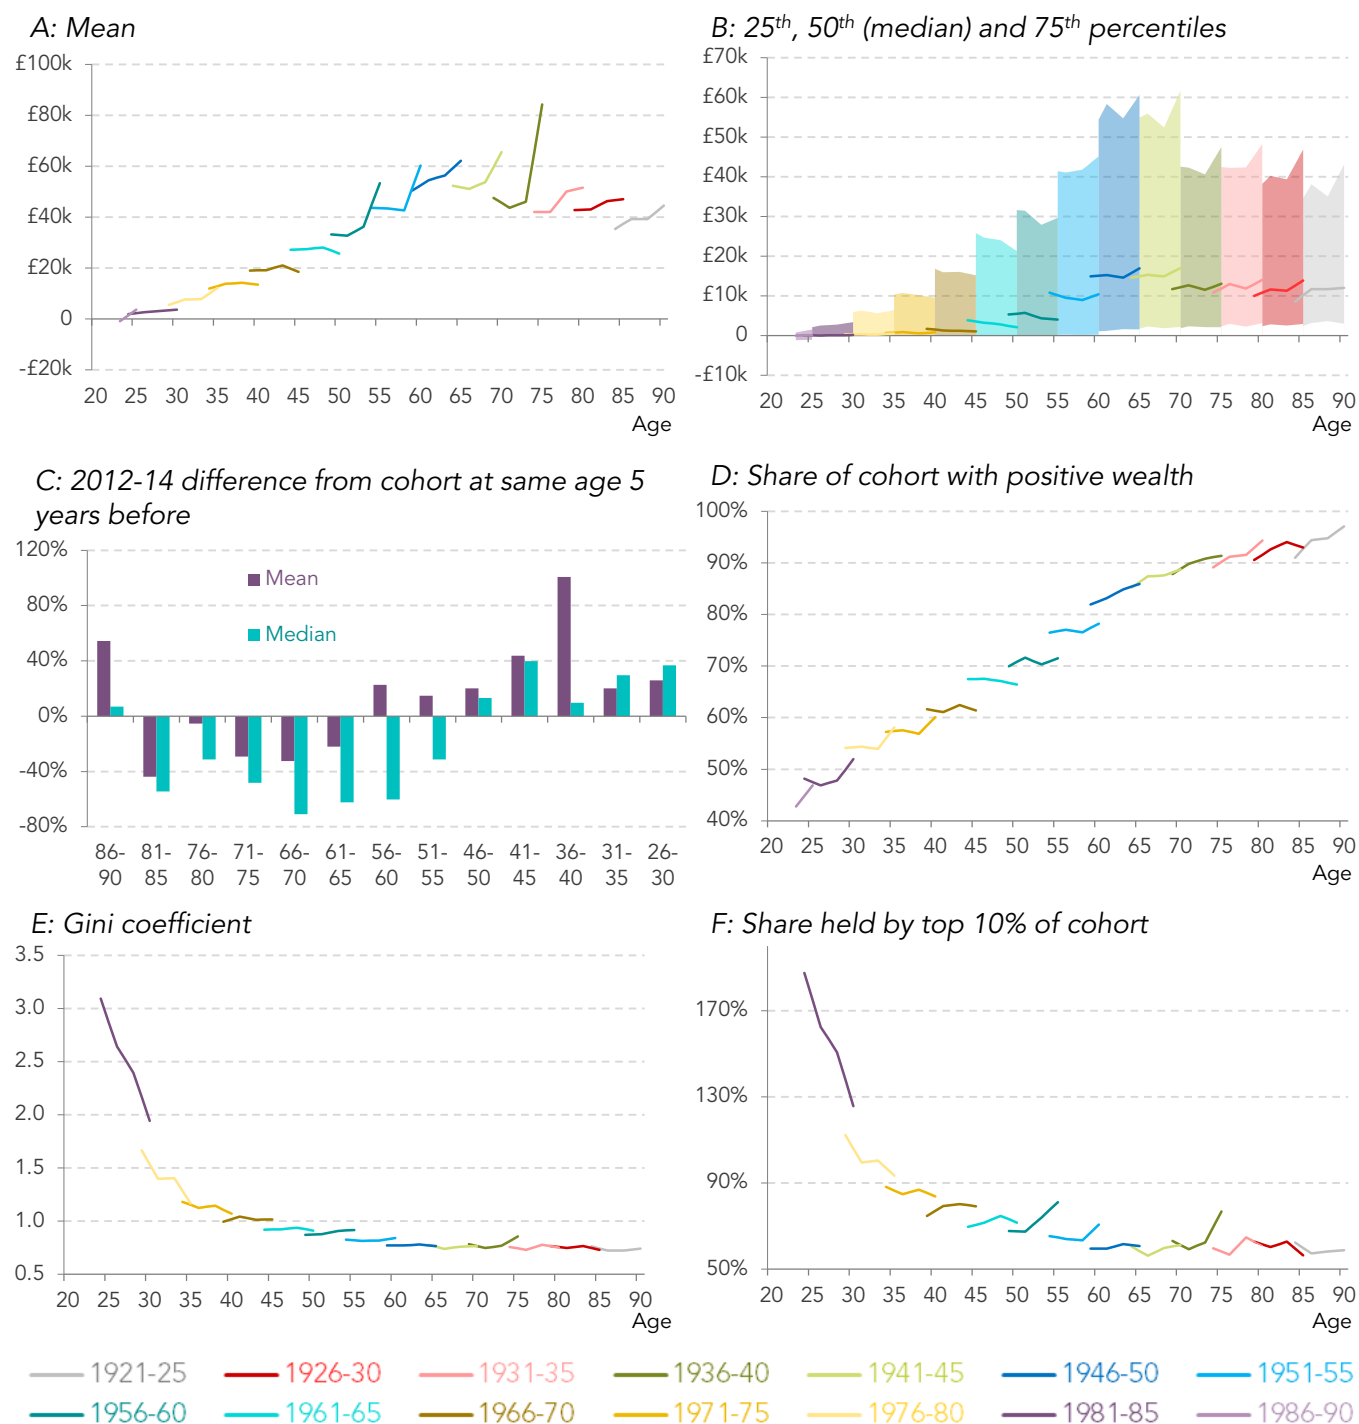 A: Mean
£100k
£80k
£60k
£40k
£20k
0
-£20k
20 25 30 35 40 45 50 55 60 65 70 75 80 85 90
Age
B: 25th, 50th (median) and 75th percentiles
£70k
£60k
£50k
£40k
£30k
£20k
£10k
0
-£10k
20 25 30 35 40 45 50 55 60 65 70 75 80 85 90
Age
C: 2012-14 difference from cohort at same age 5
years before
120%
80%
40%
0%
-40%
-80%
Mean
Median
86- 81- 76- 71- 66- 61- 56- 51- 46- 41- 36- 31- 26-
90 85 80 75 70 65 60 55 50 45 40 35 30
D: Share of cohort with positive wealth
100%
90%
80%
70%
60%
50%
40%
20 25 30 35 40 45 50 55 60 65 70 75 80 85 90
Age
E: Gini coefficient
3.5
3.0
2.5
2.0
1.5
1.0
0.5
20 25 30 35 40 45 50 55 60 65 70 75 80 85 90
Age
F: Share held by top 10% of cohort
170%
130%
90%
50%
20 25 30 35 40 45 50 55 60 65 70 75 80 85 90
Age
1921-25 1926-30 1931-35 1936-40 1941-45 1946-50 1951-55
1956-60 1961-65 1966-70 1971-75 1976-80 1981-85 1986-90